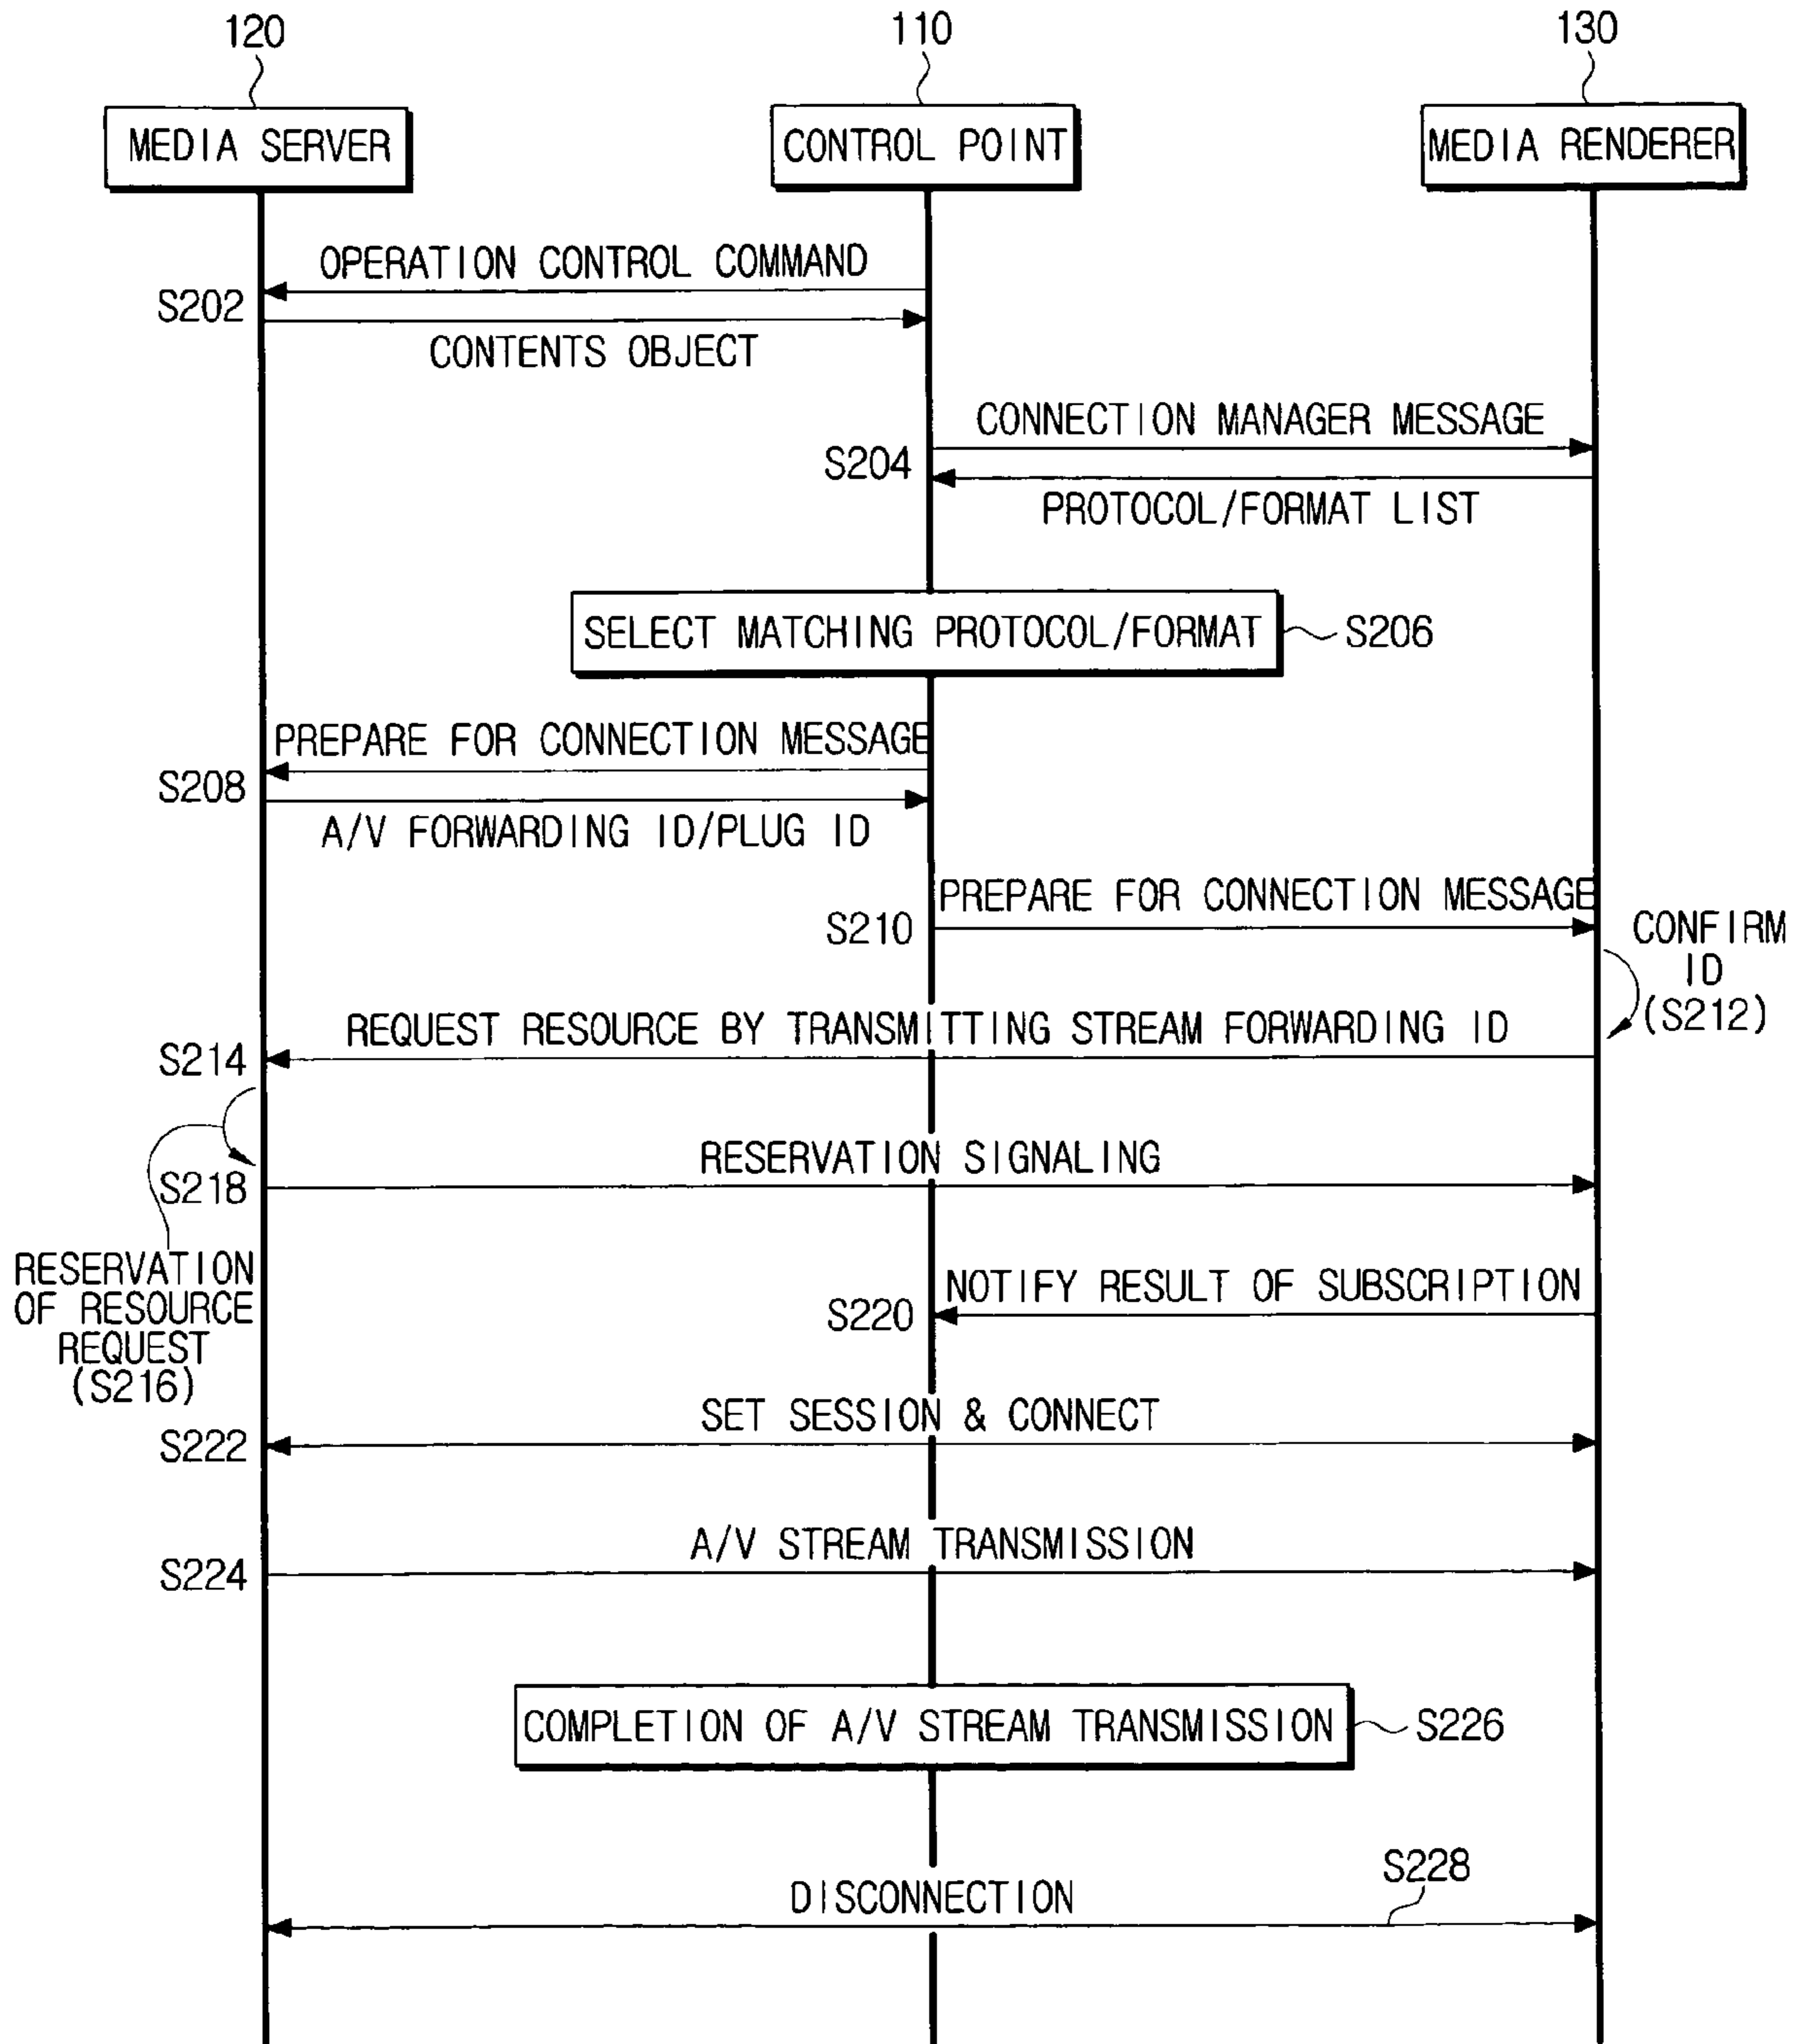 120
110
130
MEDIA SERVER
CONTROL POINT
MEDIA RENDERER
OPERATION CONTROL COMMAND
S202
CONTENTS OBJECT
CONNECTION MANAGER MESSAGE
S204
PROTOCOL/FORMAT LIST
SELECT MATCHING PROTOCOL/FORMAT
S206
PREPARE FOR CONNECTION MESSAGE
S208
A/V FORWARDING ID/PLUG ID
PREPARE FOR CONNECTION MESSAGE
S210
CONFIRM
ID
(S212)
REQUEST RESOURCE BY TRANSMITTING STREAM FORWARDING ID
S214
RESERVATION SIGNALING
S218
RESERVATION
OF RESOURCE
REQUEST
(S216)
NOTIFY RESULT OF SUBSCRIPTION
S220
SET SESSION & CONNECT
S222
A/V STREAM TRANSMISSION
S224
COMPLETION OF A/V STREAM TRANSMISSION
S226
S228
DISCONNECTION